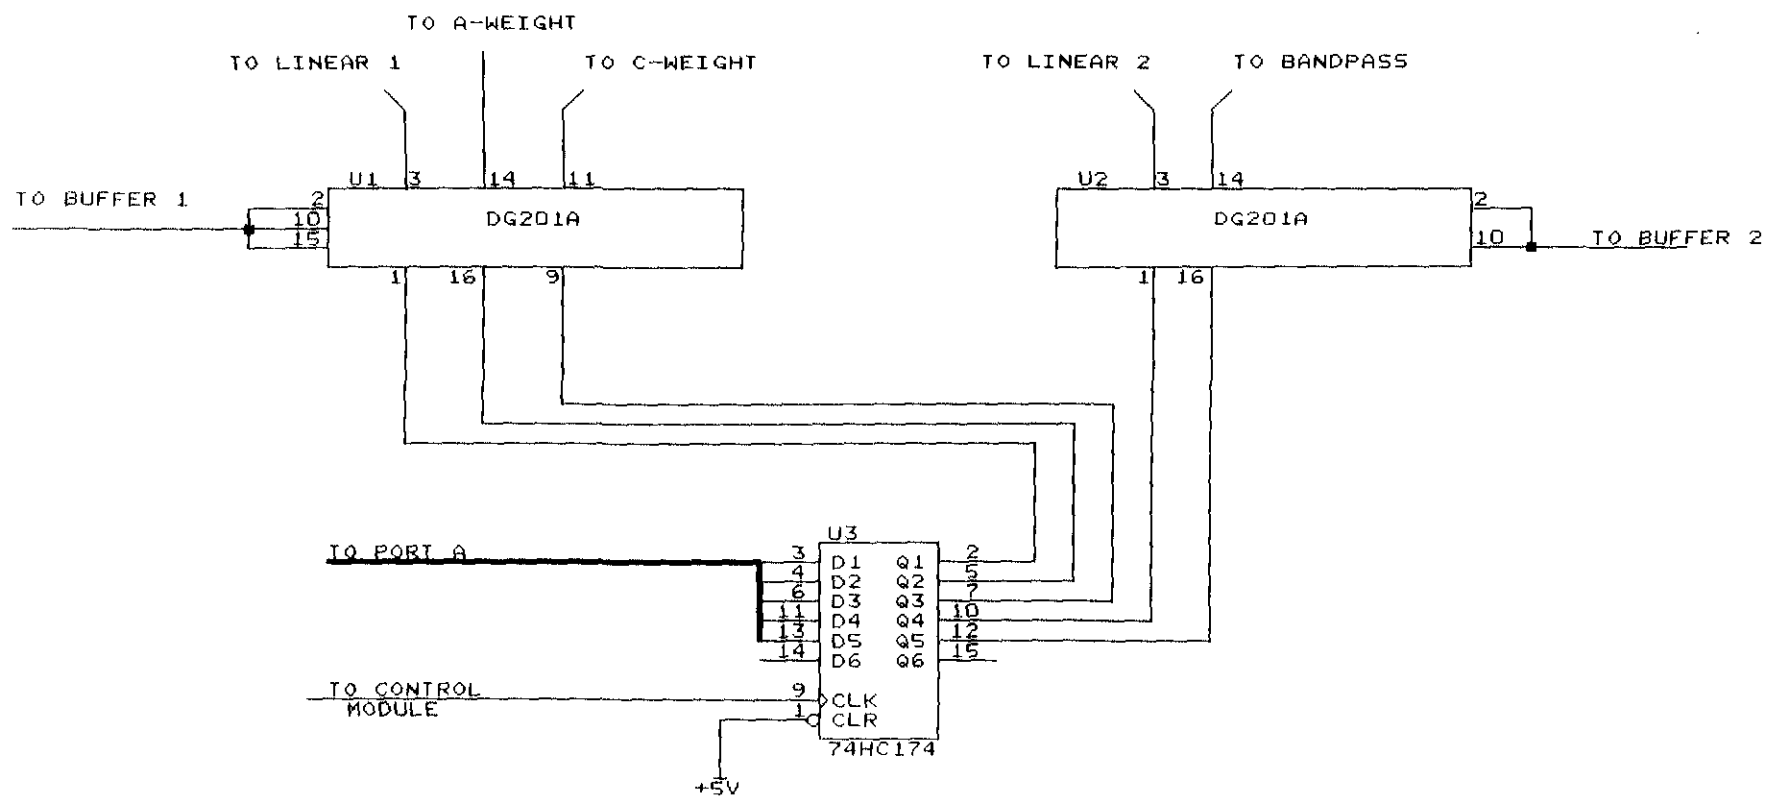 TO A-WEIGHT
TO LINEAR 1 TO C-WEIGHT TO LINEAR 2 TO BANDPASS
U1 3 14 11 U2 3 14
TO BUFFER 1 2 DG201A DG201A 2
10
15 10 TO BUFFER 2
1 16 9 1 16
U3
TO PORT A 3 D1 Q1 2
4 D2 Q2 5
6 D3 Q3 7
11 D4 Q4 10
13 D5 Q5 12
14 D6 Q6 15
TO CONTROL 9 CLK
MODULE 1 CLR
74HC174
+5V